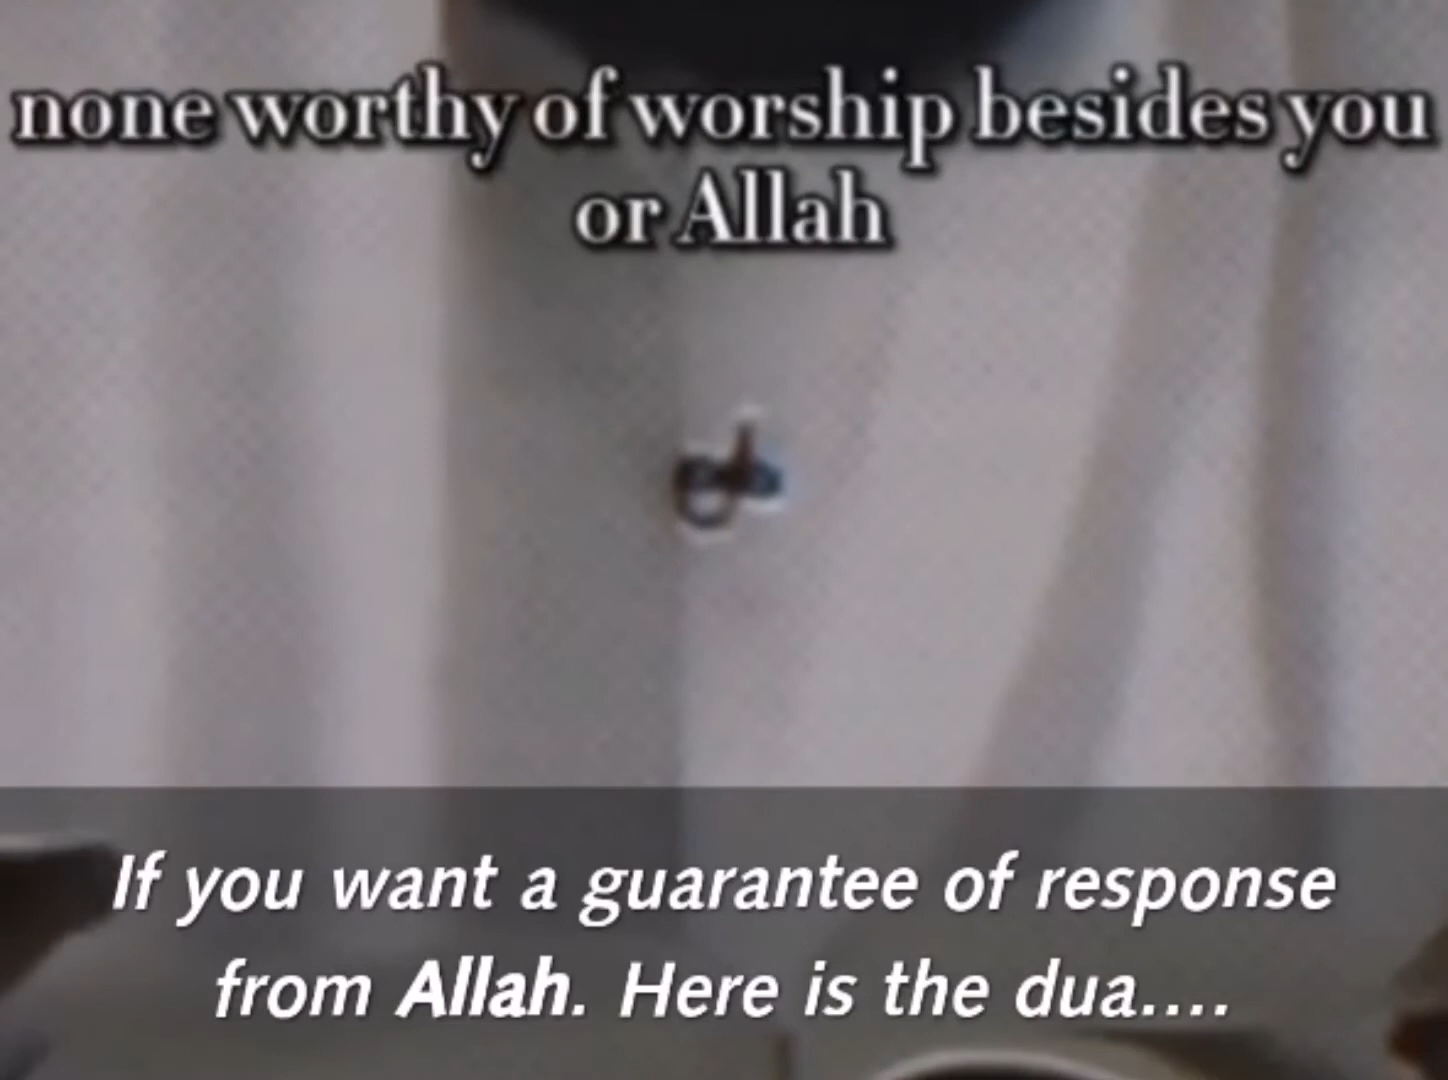 none worthy of worship besides you
or Allah
If you want a guarantee of response
from Allah. Here is the dua....